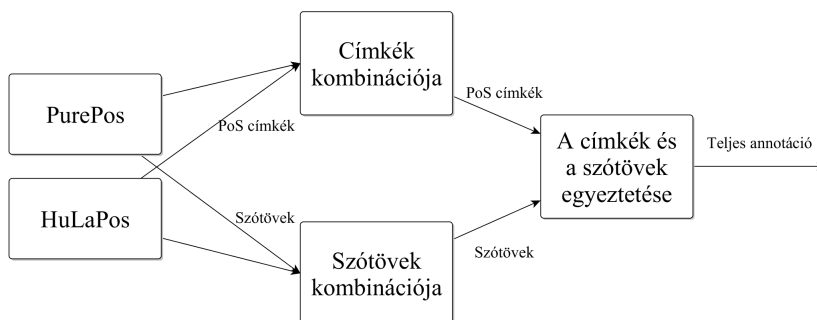 PurePos
HuLaPos
PoS címkék
Szótövek
Címkék
kombinációja
Szótövek
kombinációja
PoS címkék
Szótövek
A címkék és
a szótövek
egyeztetése
Teljes annotáció